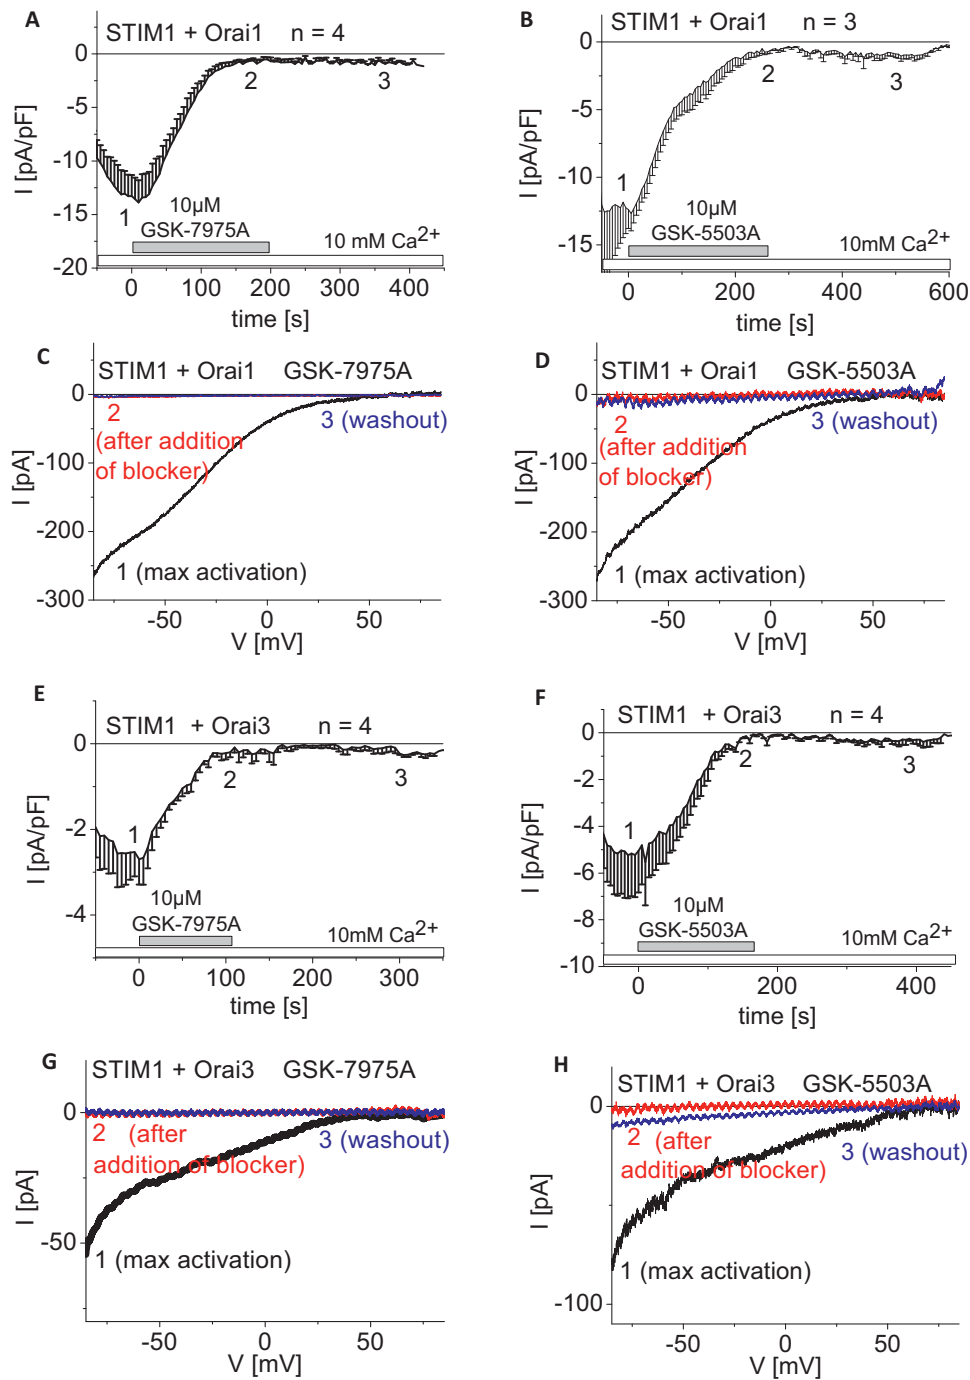 A
STIM1 + Orai1 n = 4
0
-5
-10
-15
-20
I [pA/pF]
1
2
3
10µM
GSK-7975A
10 mM Ca2+
0 100 200 300 400
time [s]
B
STIM1 + Orai1 n = 3
0
-5
-10
-15
I [pA/pF]
1
2
3
10µM
GSK-5503A
10mM Ca2+
0 200 400 600
time [s]
C
STIM1 + Orai1 GSK-7975A
0
-100
-200
-300
I [pA]
2
(after addition
of blocker)
3 (washout)
1 (max activation)
-50 0 50
V [mV]
D
STIM1 + Orai1 GSK-5503A
0
-100
-200
-300
I [pA]
2
(after addition
of blocker)
3 (washout)
1 (max activation)
-50 0 50
V [mV]
E
STIM1 + Orai3 n = 4
0
-2
-4
I [pA/pF]
1
2
3
10µM
GSK-7975A
10mM Ca2+
0 100 200 300
time [s]
F
STIM1 + Orai3 n = 4
0
-2
-4
-6
-8
-10
I [pA/pF]
1
2
3
10µM
GSK-5503A
10mM Ca2+
0 200 400
time [s]
G
STIM1 + Orai3 GSK-7975A
0
-50
I [pA]
2 (after
addition of blocker)
3 (washout)
1 (max activation)
-50 0 50
V [mV]
H
STIM1 + Orai3 GSK-5503A
0
-100
I [pA]
2 (after
addition of blocker)
3 (washout)
1 (max activation)
-50 0 50
V [mV]